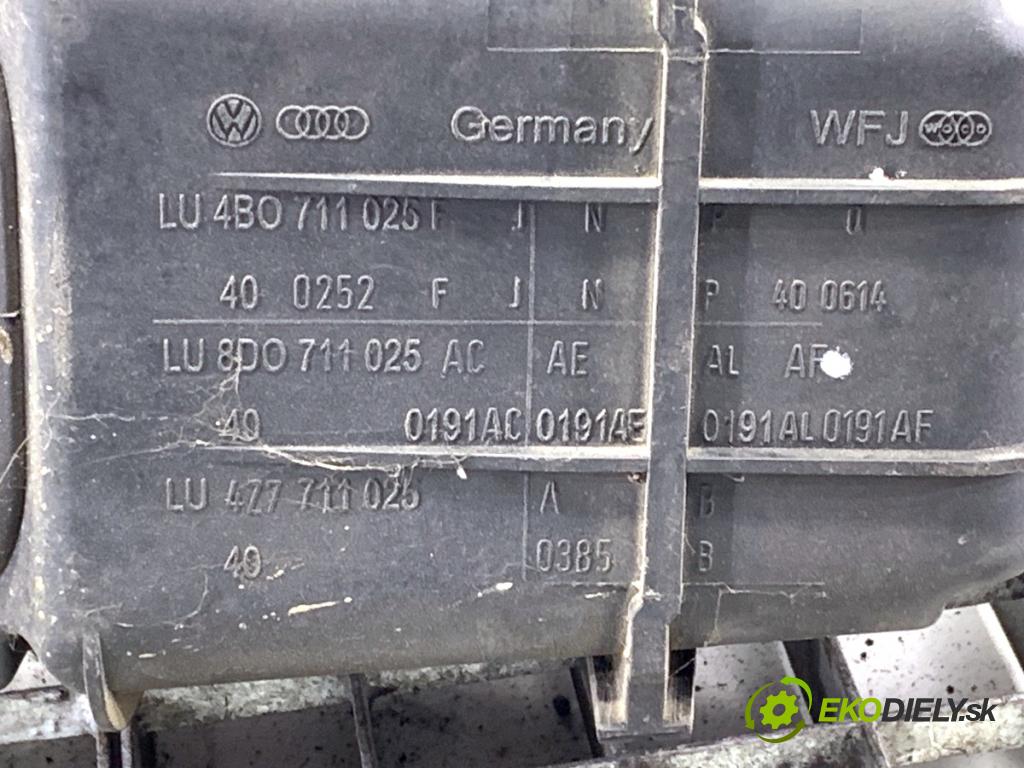 Germany WFJ WOCO
LU 4B0 711 025 F J N P Q
40 0252 F J N P 40 0614
LU 8D0 711 025 AC AE AL AF
40 0191AC 0191AE 0191AL 0191AF
LU 4Z7 711 025 A B
40 0385 B
EKODIELY.sk